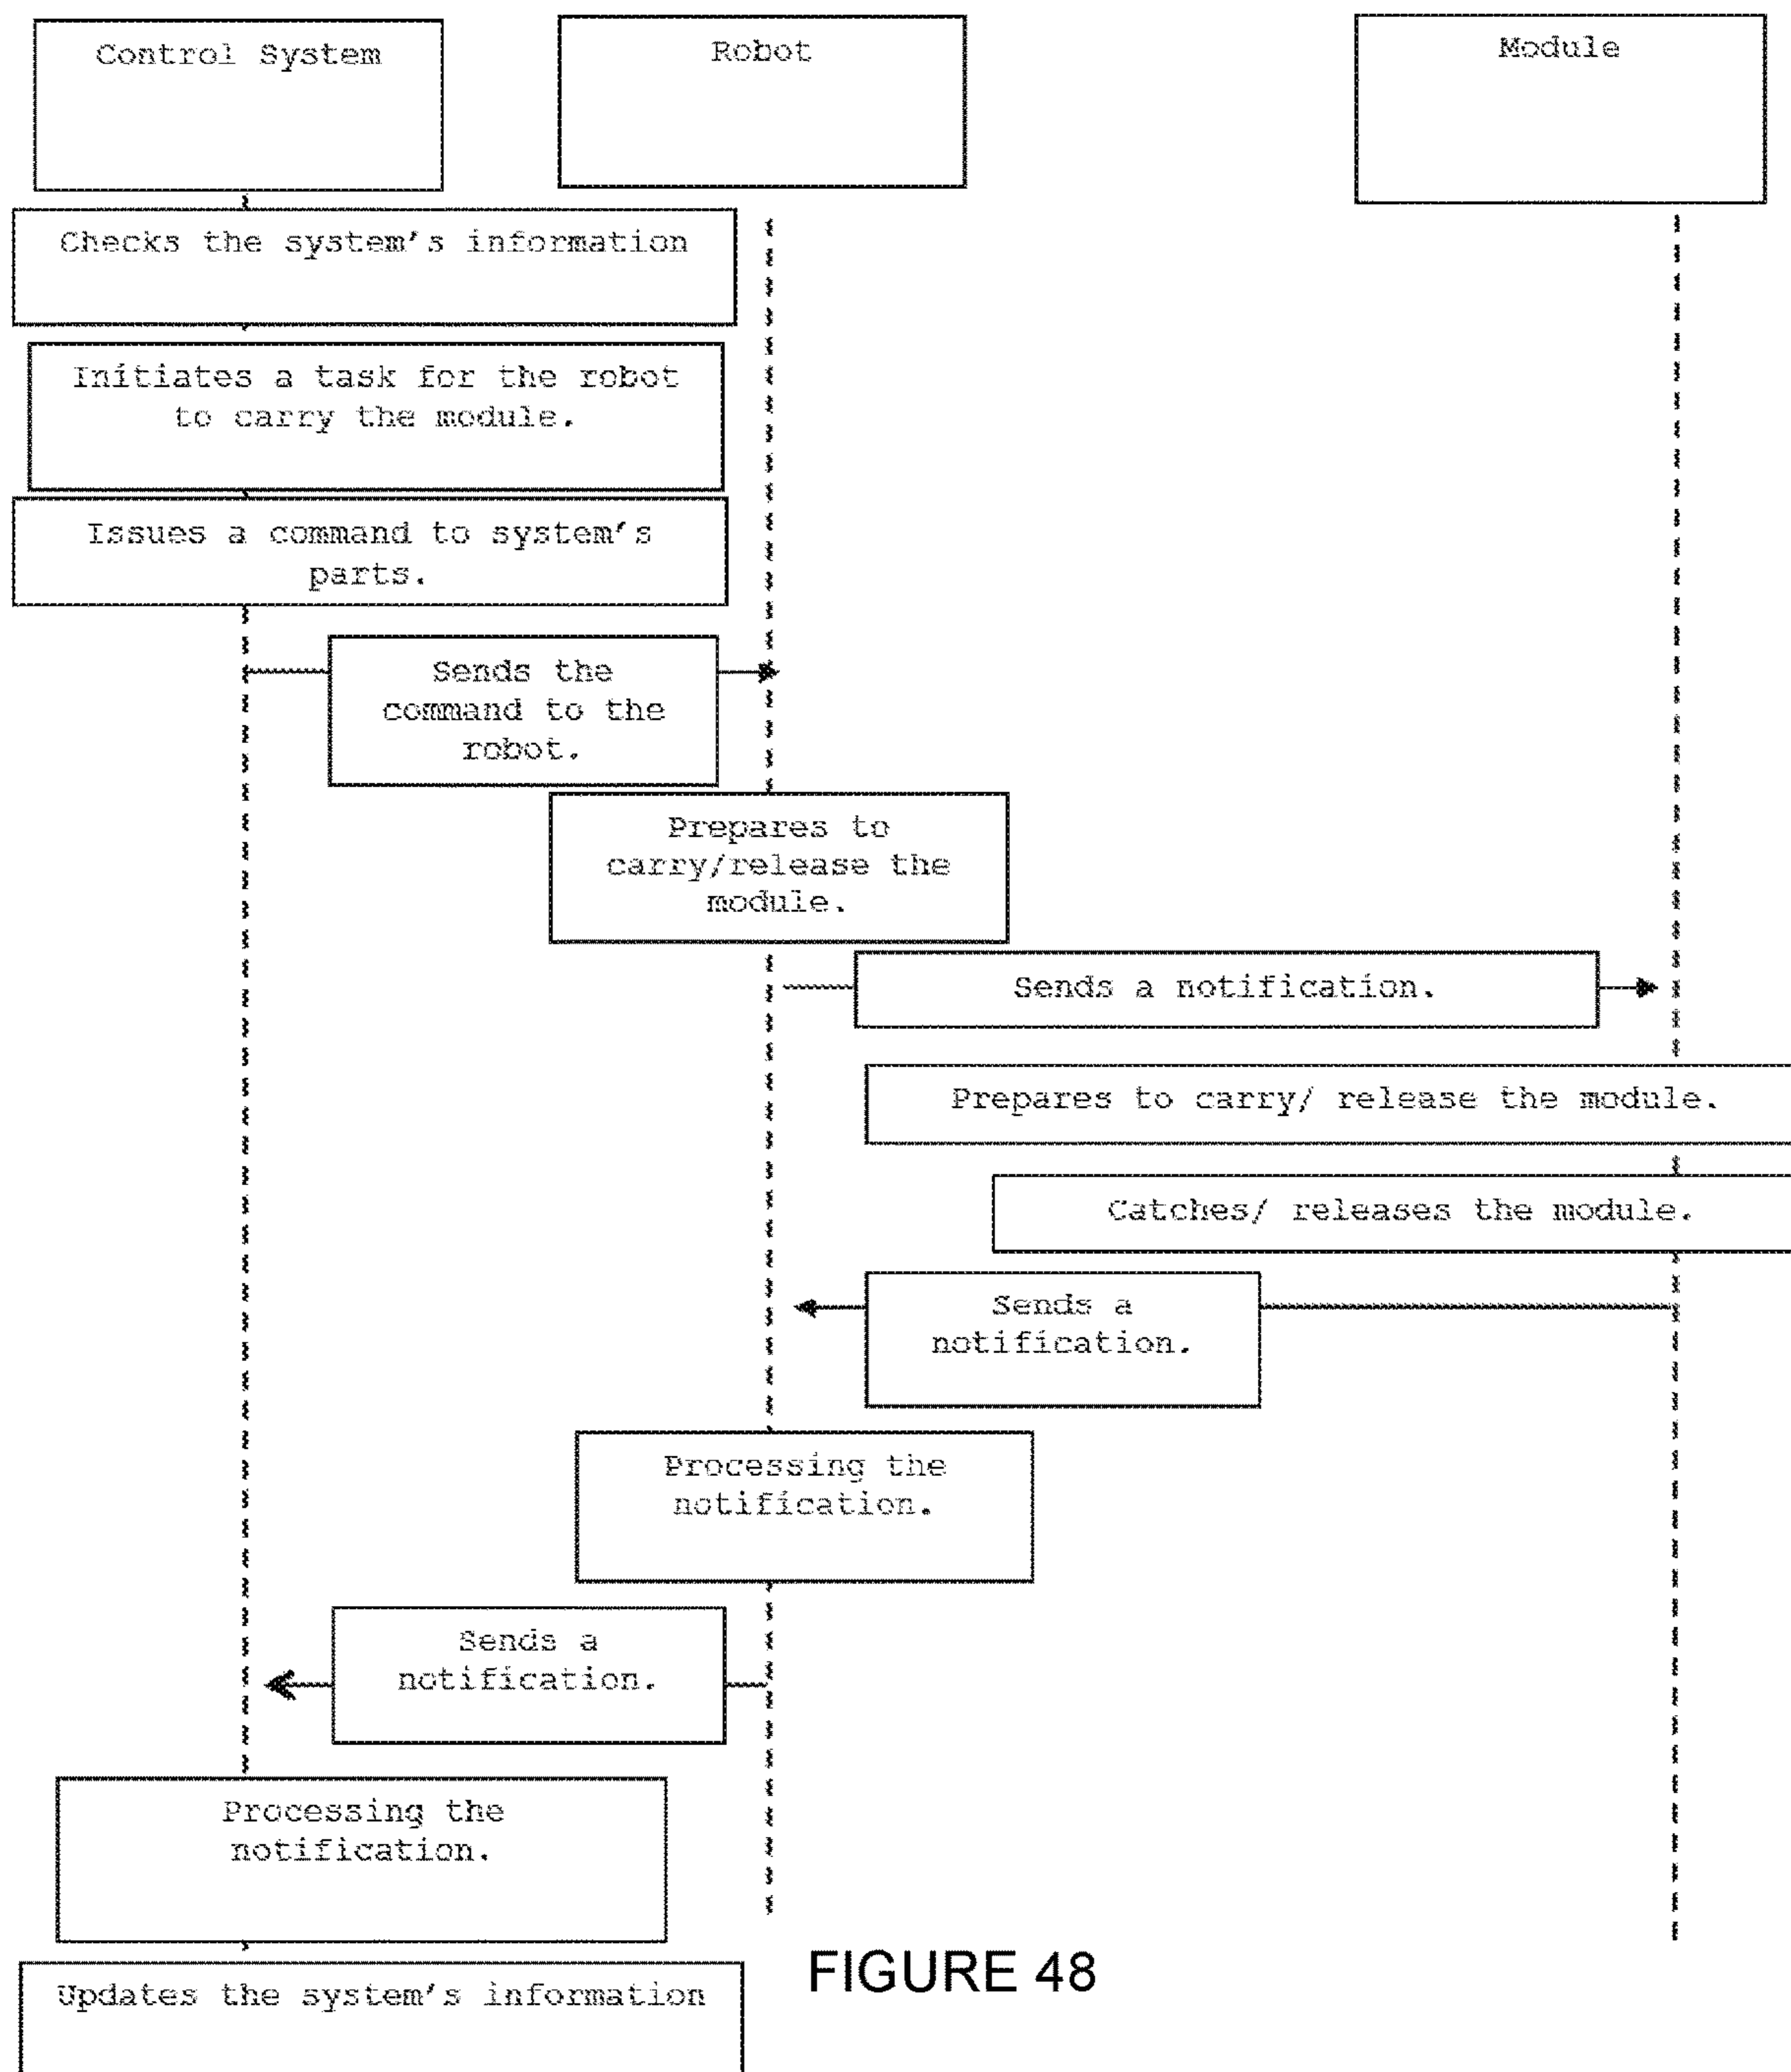 Control System
Robot
Module
Checks the system's information
Initiates a task for the robot
to carry the module.
Issues a command to system's
parts.
Sends the
command to the
robot.
Prepares to
carry/release the
module.
Sends a notification.
Prepares to carry/ release the module.
Catches/ releases the module.
Sends a
notification.
Processing the
notification.
Sends a
notification.
Processing the
notification.
Updates the system's information
FIGURE 48